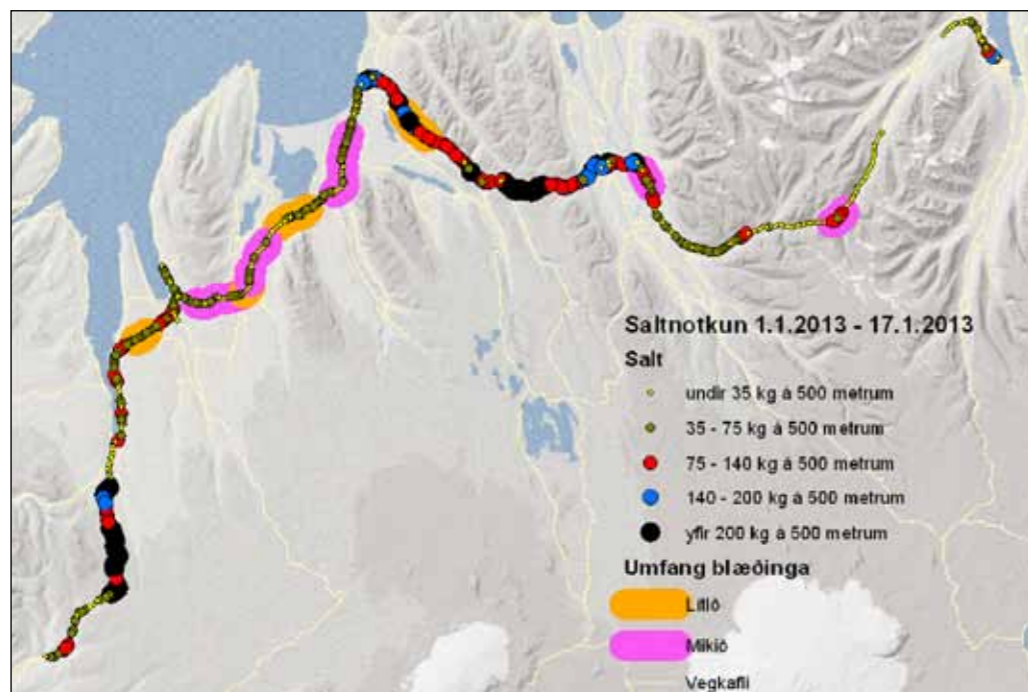 Saltnotkun 1.1.2013 - 17.1.2013
Salt
undir 35 kg á 500 metrum
35 - 75 kg á 500 metrum
75 - 140 kg á 500 metrum
140 - 200 kg á 500 metrum
yfir 200 kg á 500 metrum
Umfang blæðinga
Lítið
Mikið
Vegkafli